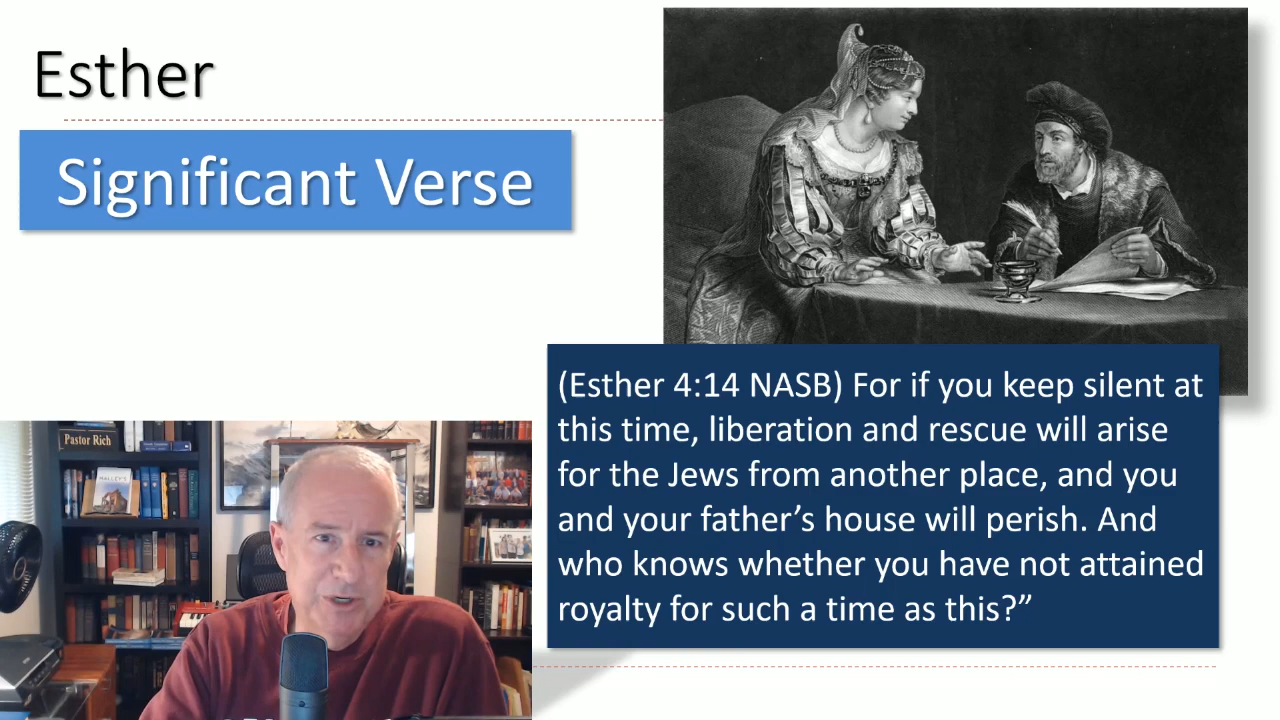 Esther
Significant Verse
(Esther 4:14 NASB) For if you keep silent at
this time, liberation and rescue will arise
for the Jews from another place, and you
and your father’s house will perish. And
who knows whether you have not attained
royalty for such a time as this?”
Pastor Rich
HALLEY'S